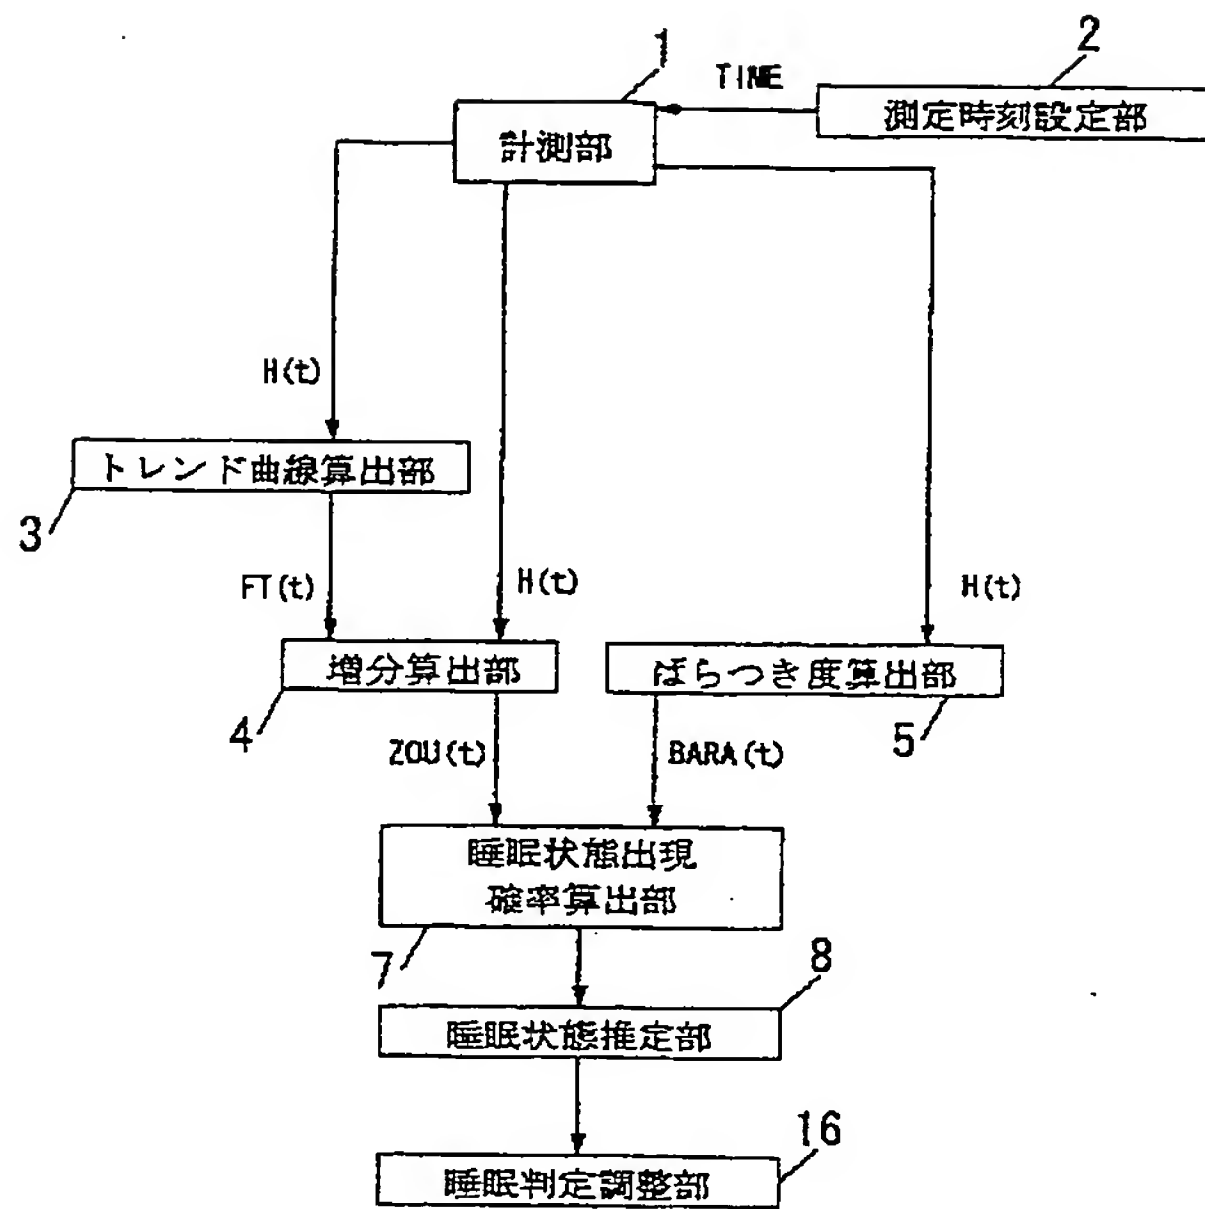 1
2
TIME
測定時刻設定部
計測部
H(t)
トレンド曲線算出部
3
FT(t)
H(t)
H(t)
増分算出部
ばらつき度算出部
4
5
ZOU(t)
BARA(t)
睡眠状態出現
確率算出部
7
8
睡眠状態推定部
16
睡眠判定調整部